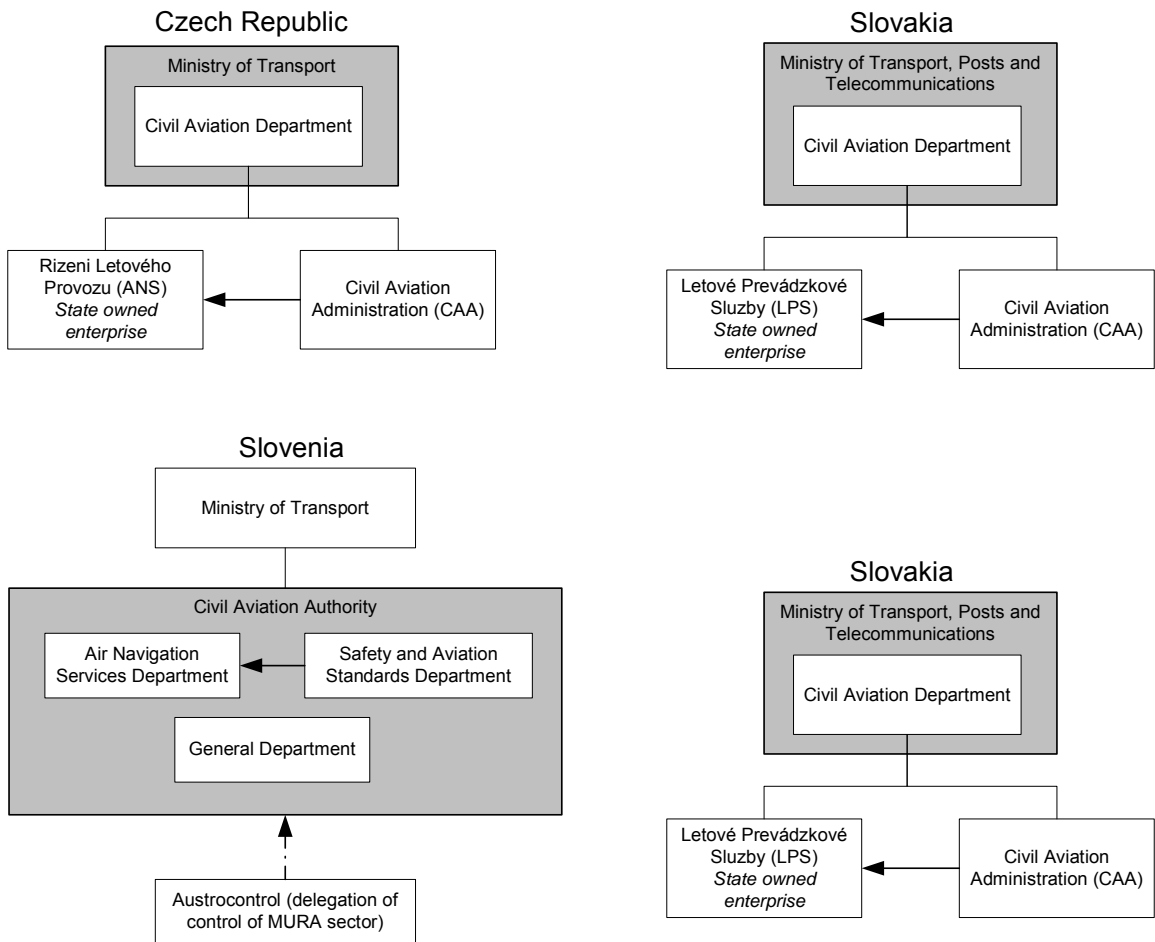 Czech Republic
Ministry of Transport
Civil Aviation Department
Rizeni Letového
Provozu (ANS)
State owned
enterprise
Civil Aviation
Administration (CAA)
Slovakia
Ministry of Transport, Posts and
Telecommunications
Civil Aviation Department
Letové Prevádzkové
Sluzby (LPS)
State owned
enterprise
Civil Aviation
Administration (CAA)
Slovenia
Ministry of Transport
Civil Aviation Authority
Air Navigation
Services Department
Safety and Aviation
Standards Department
General Department
Austrocontrol (delegation of
control of MURA sector)
Slovakia
Ministry of Transport, Posts and
Telecommunications
Civil Aviation Department
Letové Prevádzkové
Sluzby (LPS)
State owned
enterprise
Civil Aviation
Administration (CAA)